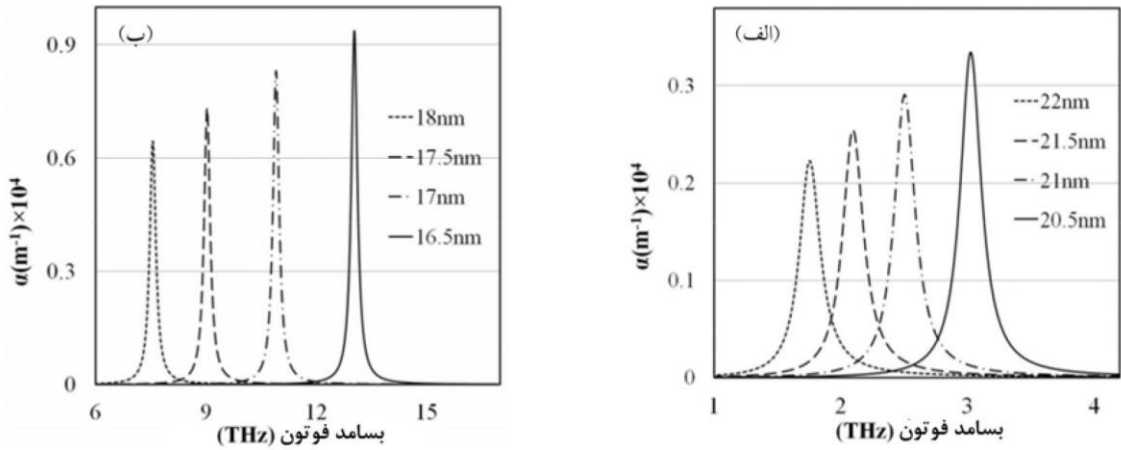 (ب)
0.9
0.6
0.3
0
α(m⁻¹)×10⁴
18nm
17.5nm
17nm
16.5nm
6 9 12 15
بسامد فوتون (THz)
(الف)
0.3
0.2
0.1
0
α(m⁻¹)×10⁴
22nm
21.5nm
21nm
20.5nm
1 2 3 4
بسامد فوتون (THz)